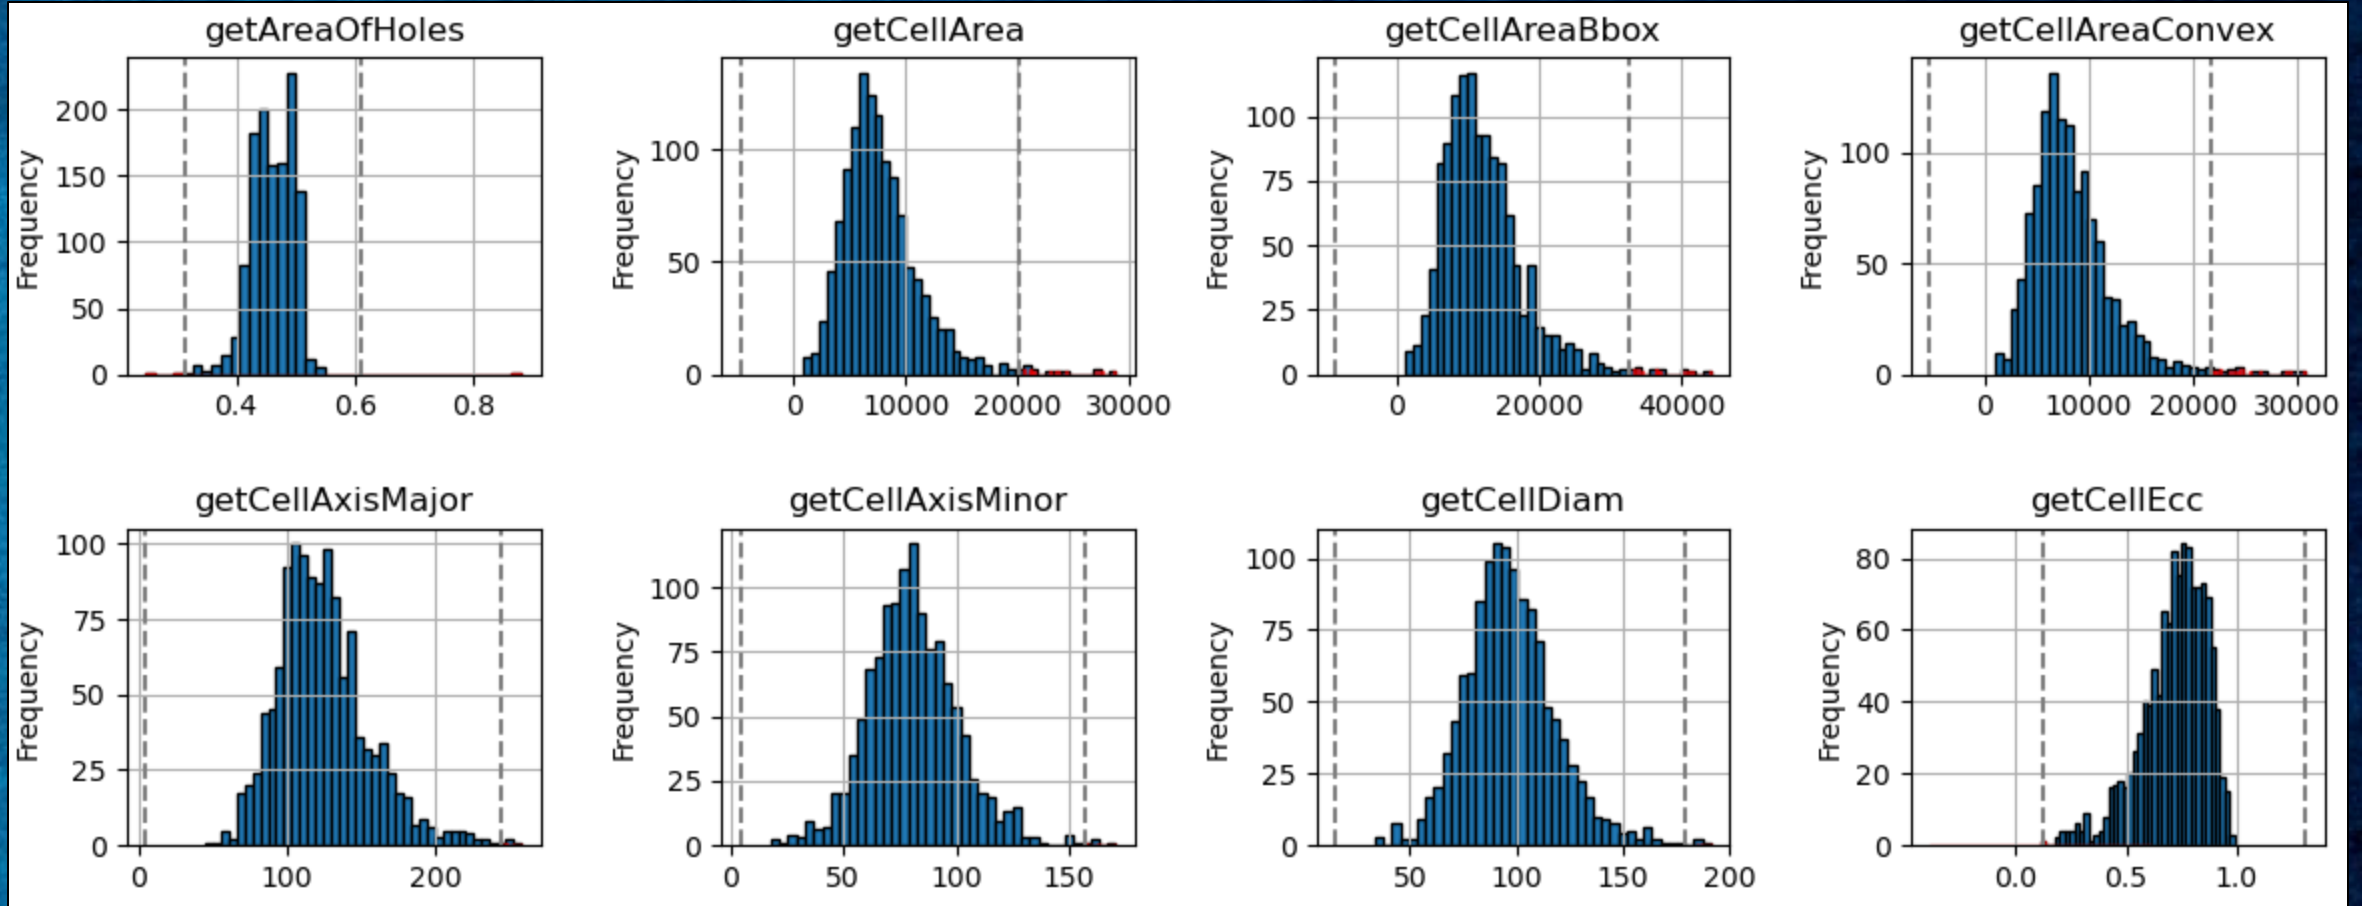 getAreaOfHoles
Frequency
200
150
100
50
0
0.4 0.6 0.8
getCellArea
Frequency
100
50
0
0 10000 20000 30000
getCellAreaBbox
Frequency
100
75
50
25
0
0 20000 40000
getCellAreaConvex
Frequency
100
50
0
0 10000 20000 30000
getCellAxisMajor
Frequency
100
75
50
25
0
0 100 200
getCellAxisMinor
Frequency
100
75
50
25
0
0 50 100 150
getCellDiam
Frequency
100
75
50
25
0
50 100 150 200
getCellEcc
Frequency
80
60
40
20
0
0.0 0.5 1.0